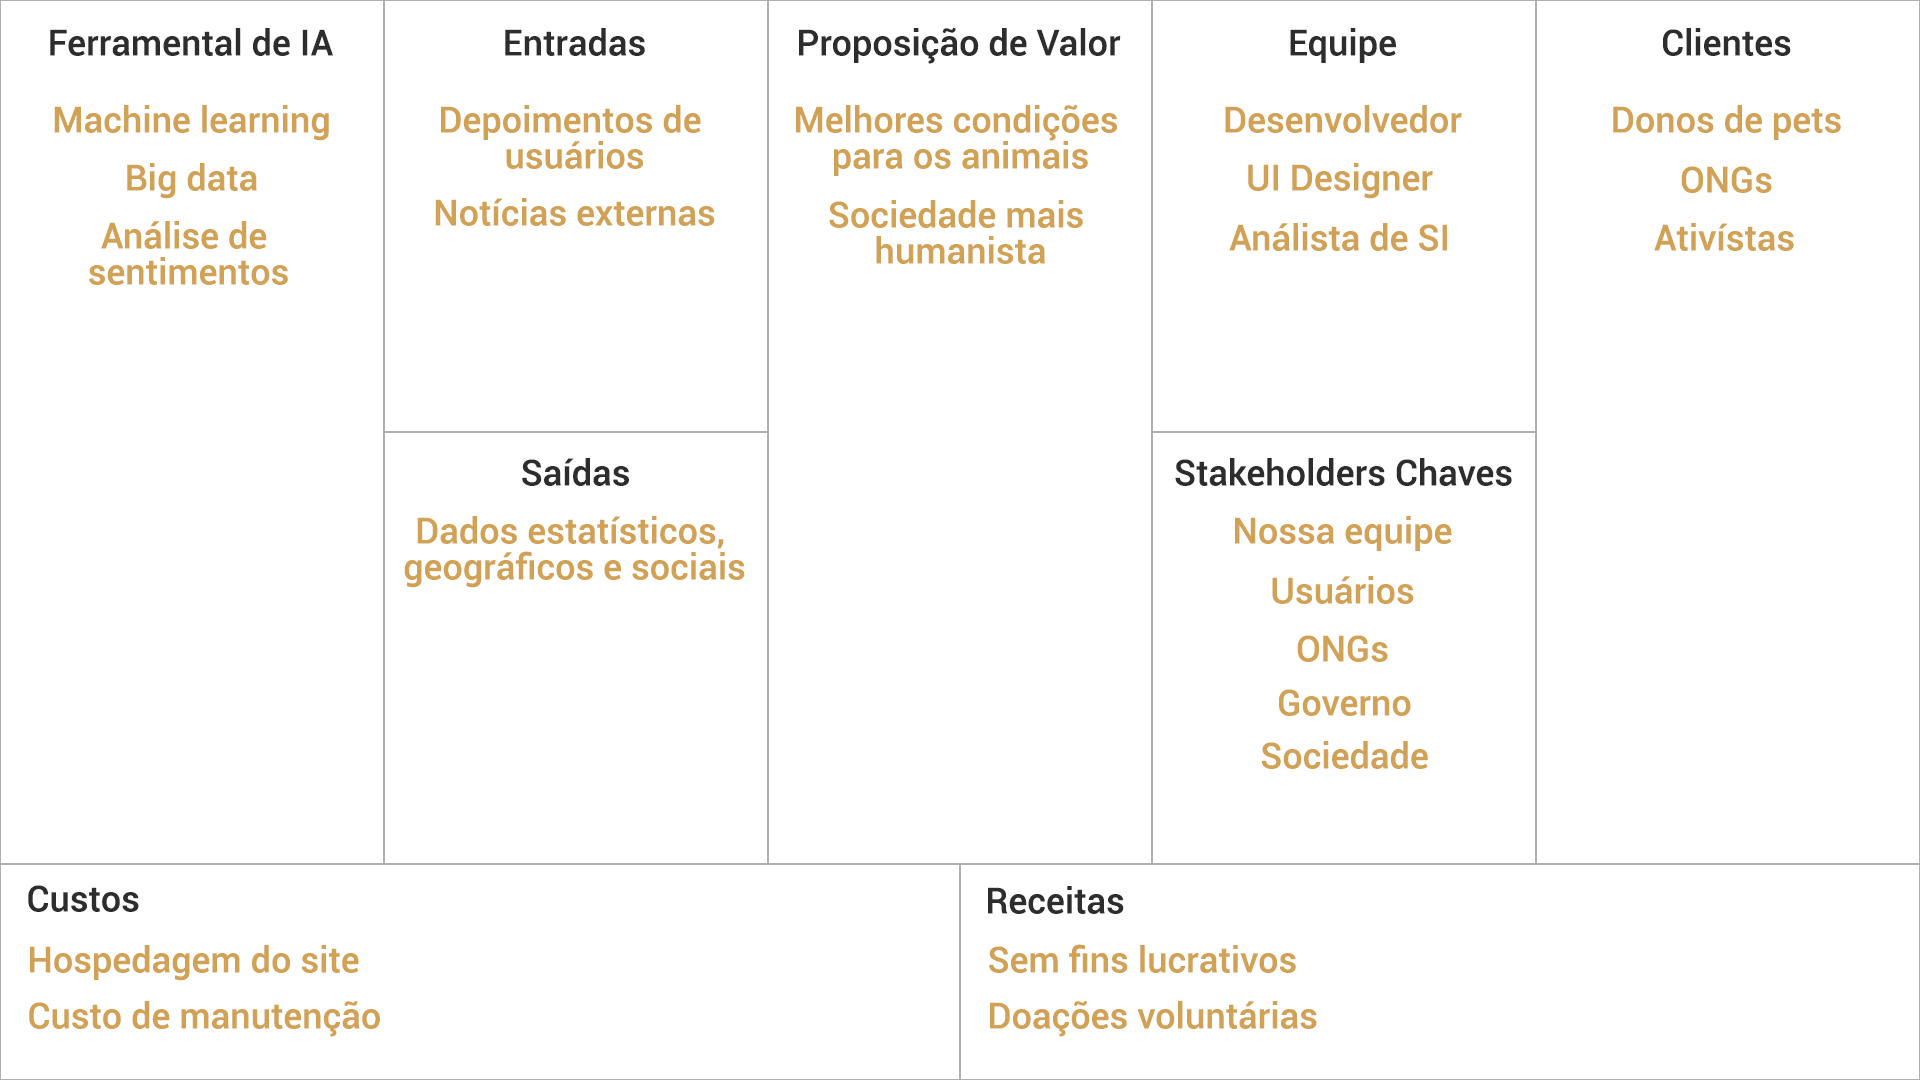 Ferramental de IA
Machine learning
Big data
Análise de
sentimentos
Entradas
Depoimentos de
usuários
Notícias externas
Saídas
Dados estatísticos,
geográficos e sociais
Proposição de Valor
Melhores condições
para os animais
Sociedade mais
humanista
Equipe
Desenvolvedor
UI Designer
Análista de SI
Stakeholders Chaves
Nossa equipe
Usuários
ONGs
Governo
Sociedade
Clientes
Donos de pets
ONGs
Ativístas
Custos
Hospedagem do site
Custo de manutenção
Receitas
Sem fins lucrativos
Doações voluntárias